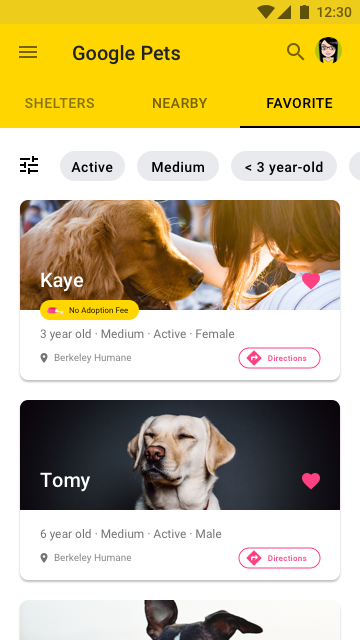 12:30
Google Pets
SHELTERS NEARBY FAVORITE
Active Medium < 3 year-old
Kaye
No Adoption Fee
3 year old · Medium · Active · Female
Berkeley Humane Directions
Tomy
6 year old · Medium · Active · Male
Berkeley Humane Directions